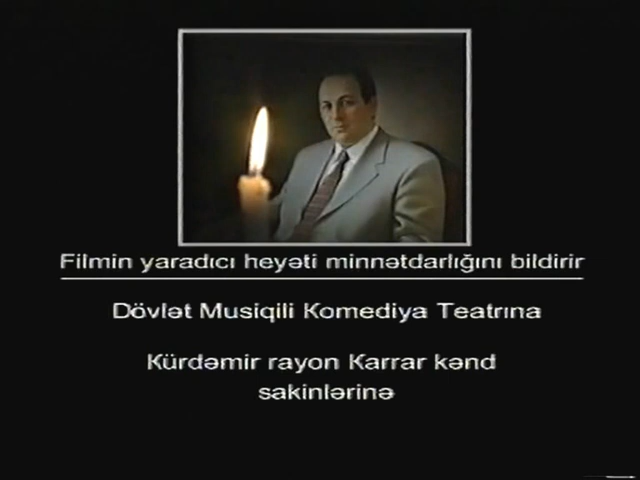 Filmin yaradıcı heyəti minnətdarlığını bildirir
Dövlət Musiqili Komediya Teatrına
Kürdəmir rayon Karrar kənd
sakinlərinə